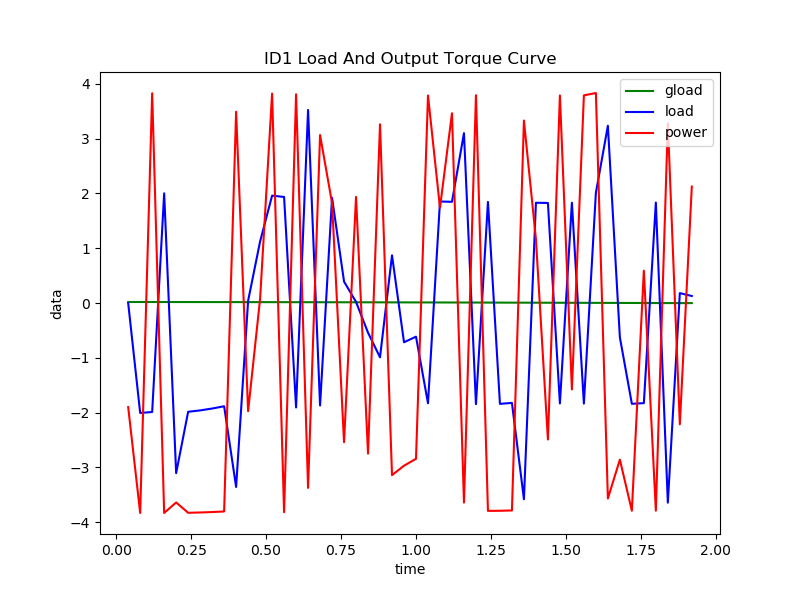 ID1 Load And Output Torque Curve
gload
load
power
4
3
2
1
0
−1
−2
−3
−4
data
0.00 0.25 0.50 0.75 1.00 1.25 1.50 1.75 2.00
time